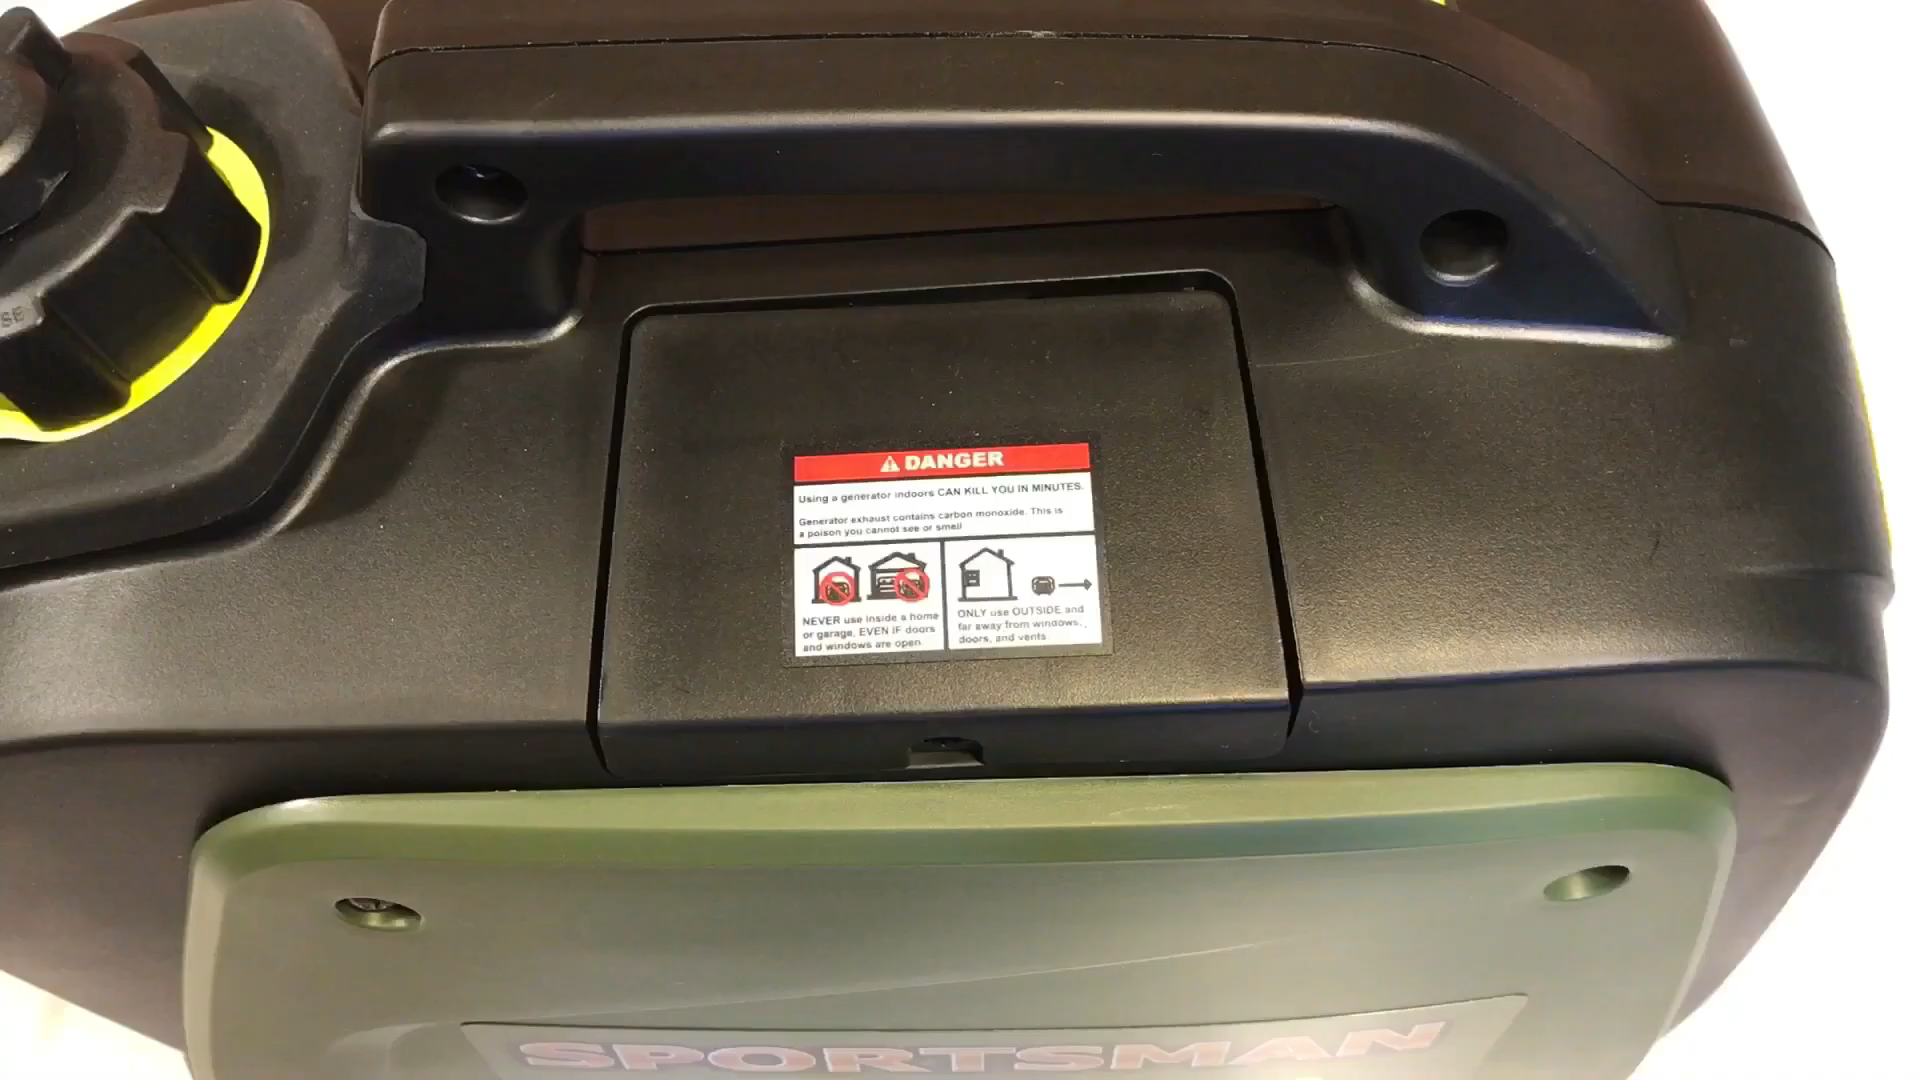 DANGER
Using a generator indoors CAN KILL YOU IN MINUTES.
Generator exhaust contains carbon monoxide. This is
a poison you cannot see or smell
NEVER use inside a home
or garage, EVEN IF doors
and windows are open
ONLY use OUTSIDE and
far away from windows,
doors, and vents.
SPORTSMAN